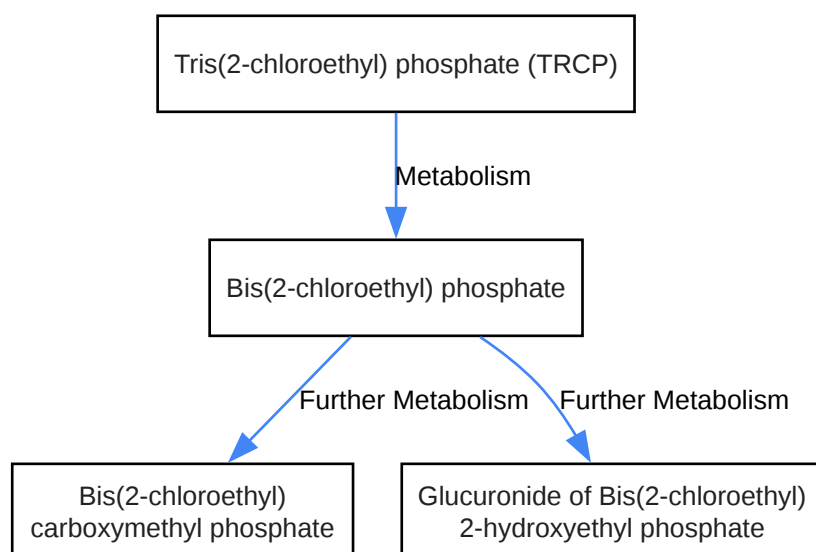 Tris(2-chloroethyl) phosphate (TRCP)
Metabolism
Bis(2-chloroethyl) phosphate
Further Metabolism
Further Metabolism
Bis(2-chloroethyl)
carboxymethyl phosphate
Glucuronide of Bis(2-chloroethyl)
2-hydroxyethyl phosphate